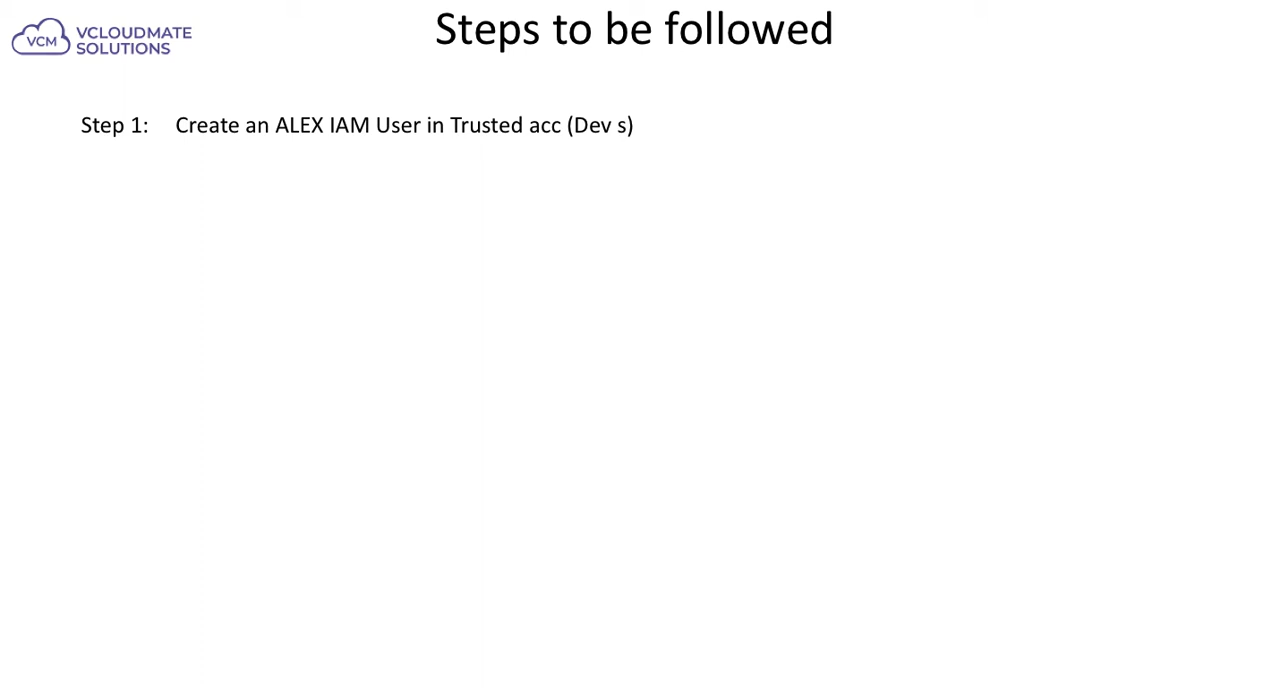 VCM
VCLOUDMATE
SOLUTIONS
Steps to be followed
Step 1: Create an ALEX IAM User in Trusted acc (Dev s)